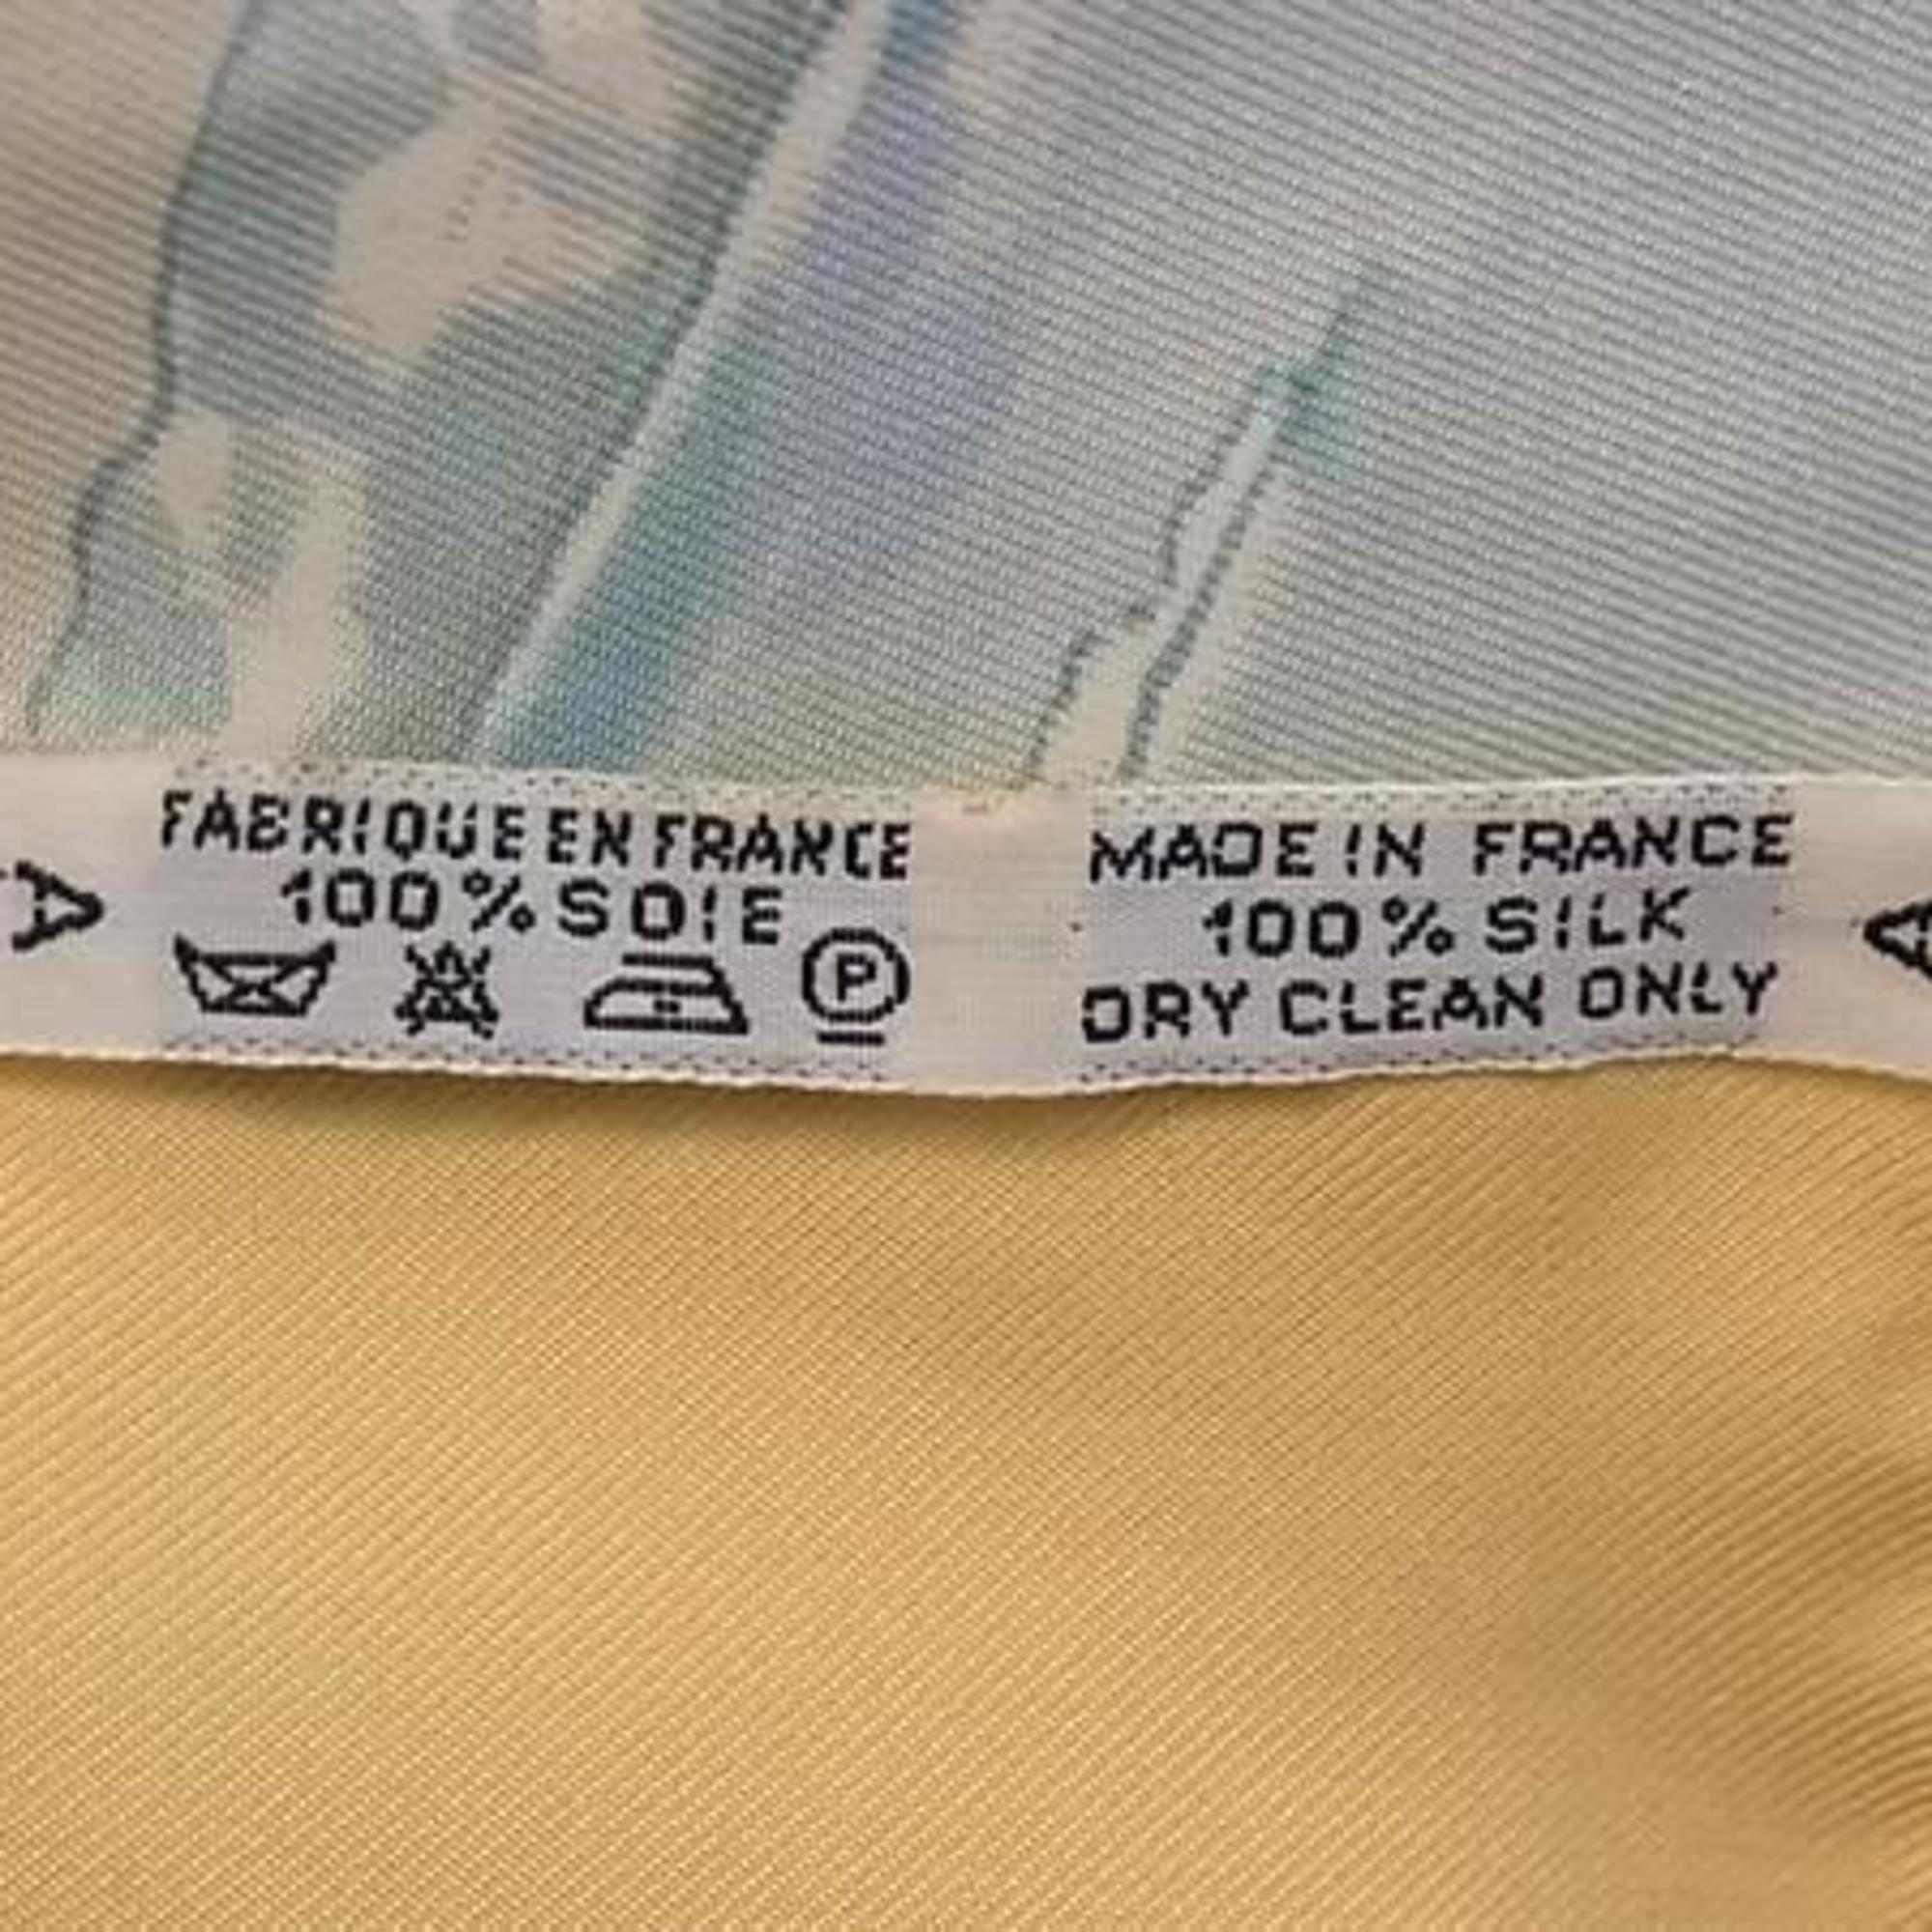 A
FABRIQUE EN FRANCE
100% SOIE
P
MADE IN FRANCE
100% SILK
DRY CLEAN ONLY
A